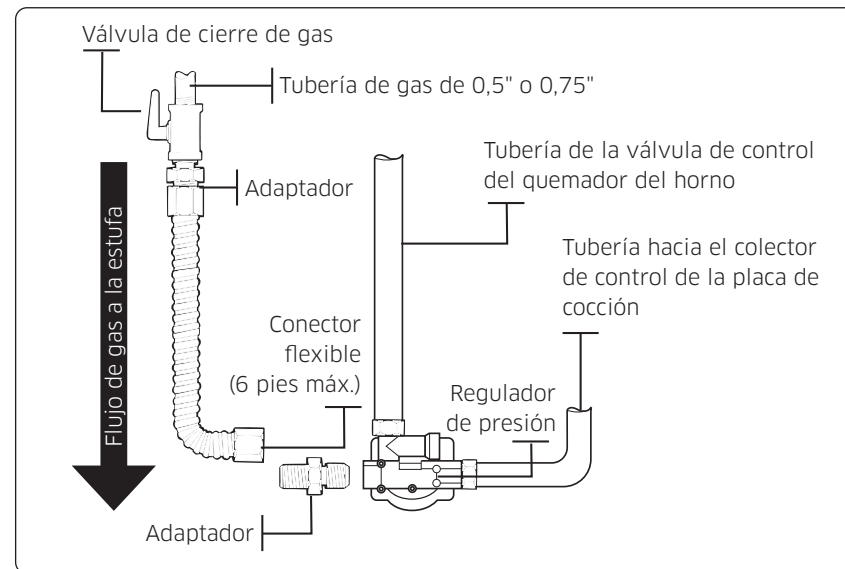 Válvula de cierre de gas
Tubería de gas de 0,5" o 0,75"
Adaptador
Flujo de gas a la estufa
Tubería de la válvula de control
del quemador del horno
Tubería hacia el colector
de control de la placa de
cocción
Conector
flexible
(6 pies máx.)
Regulador
de presión
Adaptador